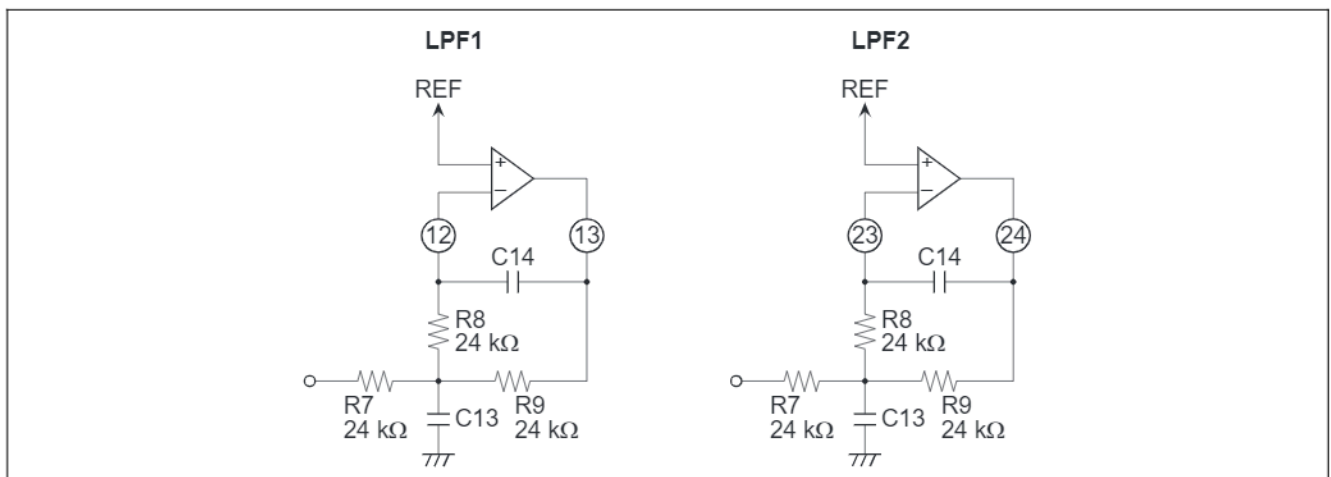 LPF1
REF
+
−
12
13
C14
R8
24 kΩ
R7
24 kΩ
C13
R9
24 kΩ
LPF2
REF
+
−
23
24
C14
R8
24 kΩ
R7
24 kΩ
C13
R9
24 kΩ